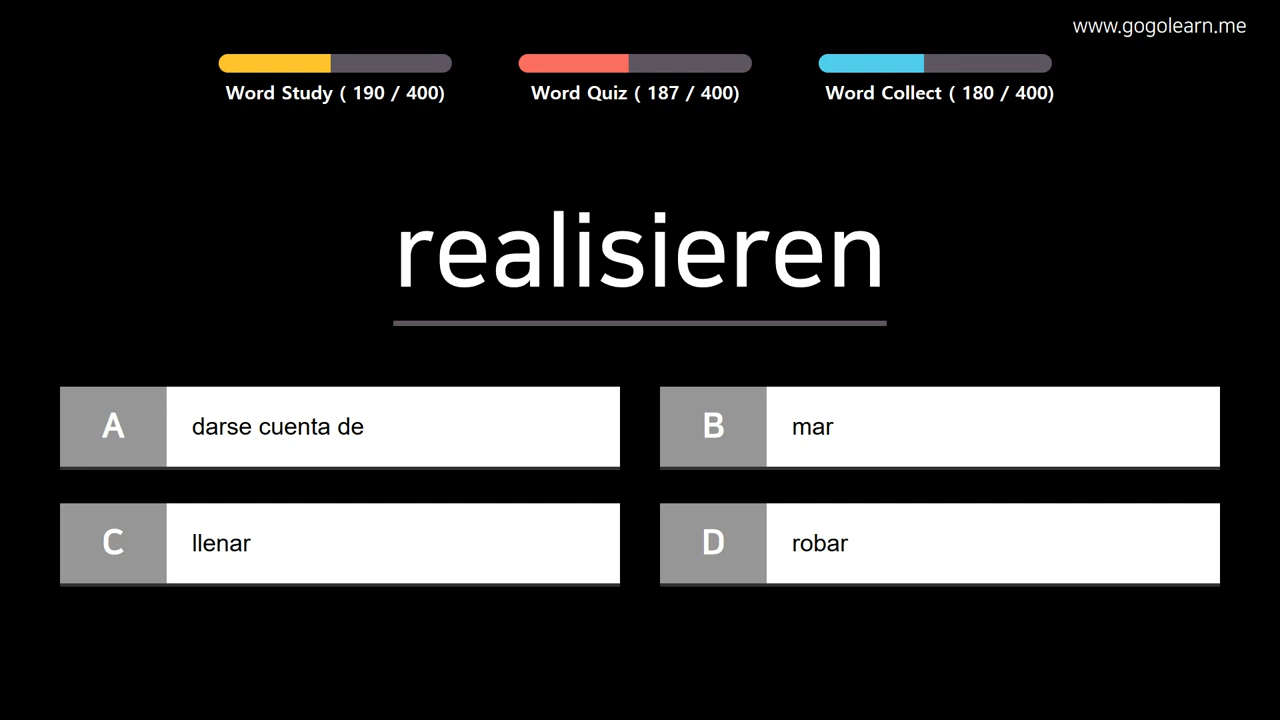 www.gogolearn.me
Word Study ( 190 / 400)
Word Quiz ( 187 / 400)
Word Collect ( 180 / 400)
realisieren
A darse cuenta de
B mar
C llenar
D robar